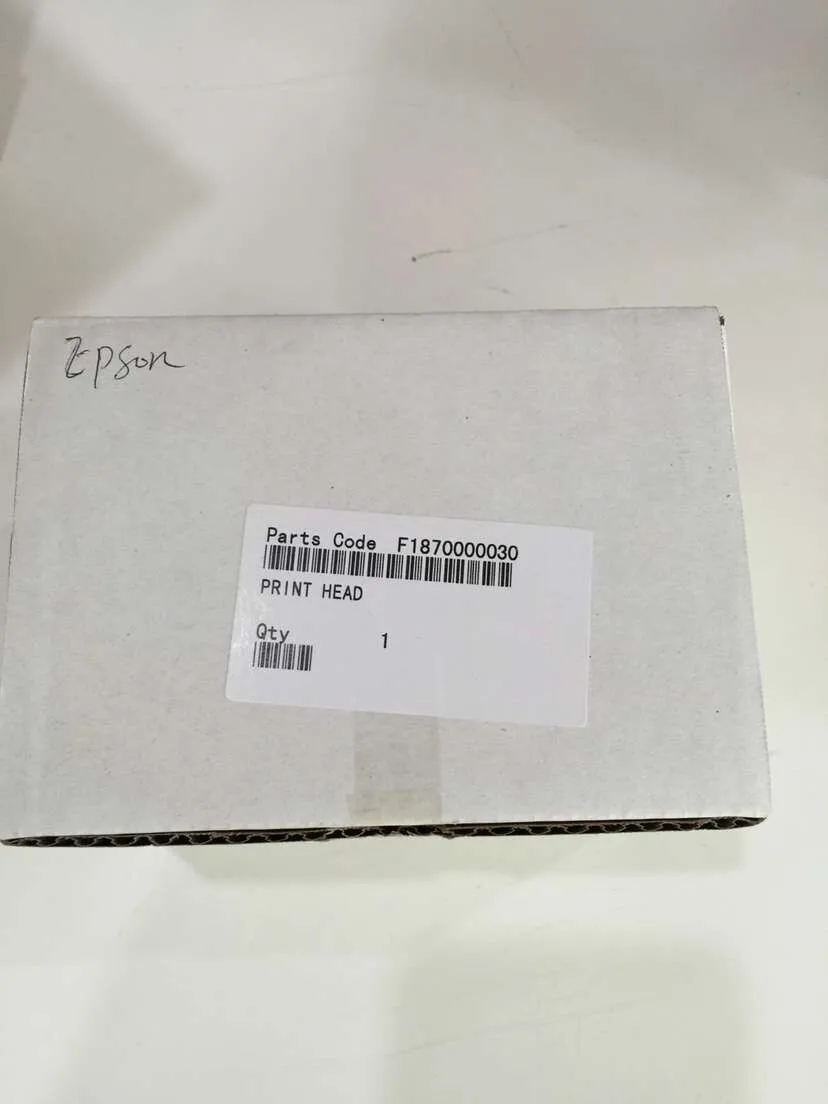 Epson
Parts Code F1870000030
PRINT HEAD
Qty 1